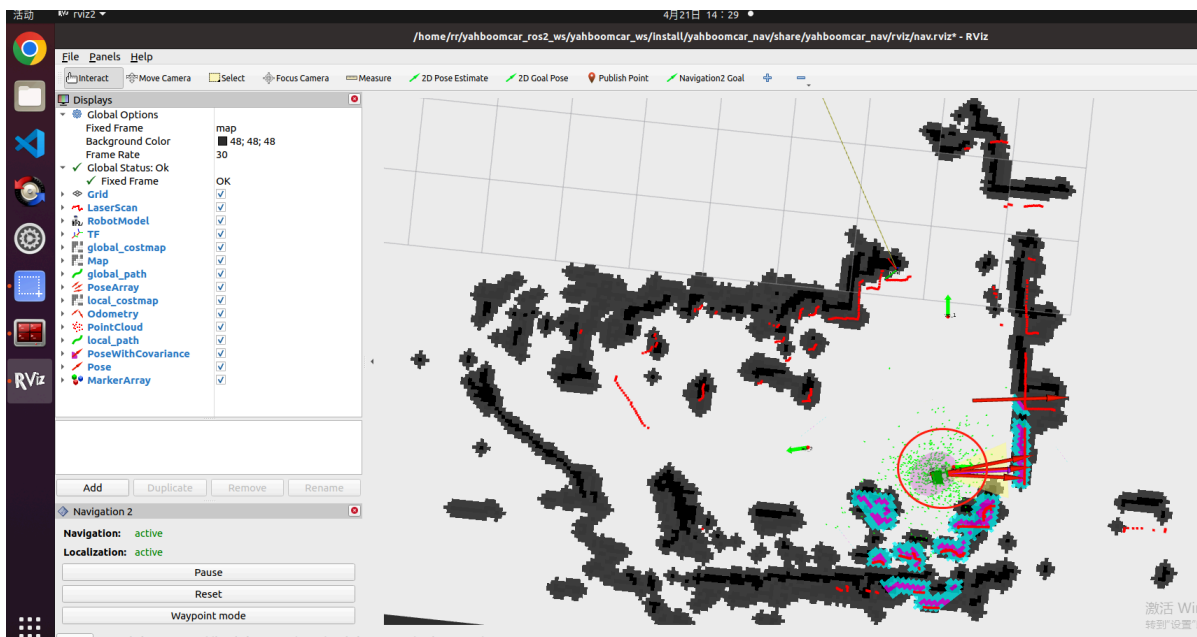 活动
RViz rviz2
4月21日 14：29
/home/rr/yahboomcar_ros2_ws/yahboomcar_ws/install/yahboomcar_nav/share/yahboomcar_nav/rviz/nav.rviz* - RViz
File Panels Help
Interact Move Camera Select Focus Camera Measure 2D Pose Estimate 2D Goal Pose Publish Point Navigation2 Goal
Displays
Global Options
Fixed Frame map
Background Color 48; 48; 48
Frame Rate 30
Global Status: Ok
Fixed Frame OK
Grid
LaserScan
RobotModel
TF
global_costmap
Map
global_path
PoseArray
local_costmap
Odometry
PointCloud
local_path
PoseWithCovariance
Pose
MarkerArray
RViz
Add Duplicate Remove Rename
Navigation 2
Navigation: active
Localization: active
Pause
Reset
Waypoint mode
激活 Win
转到"设置"